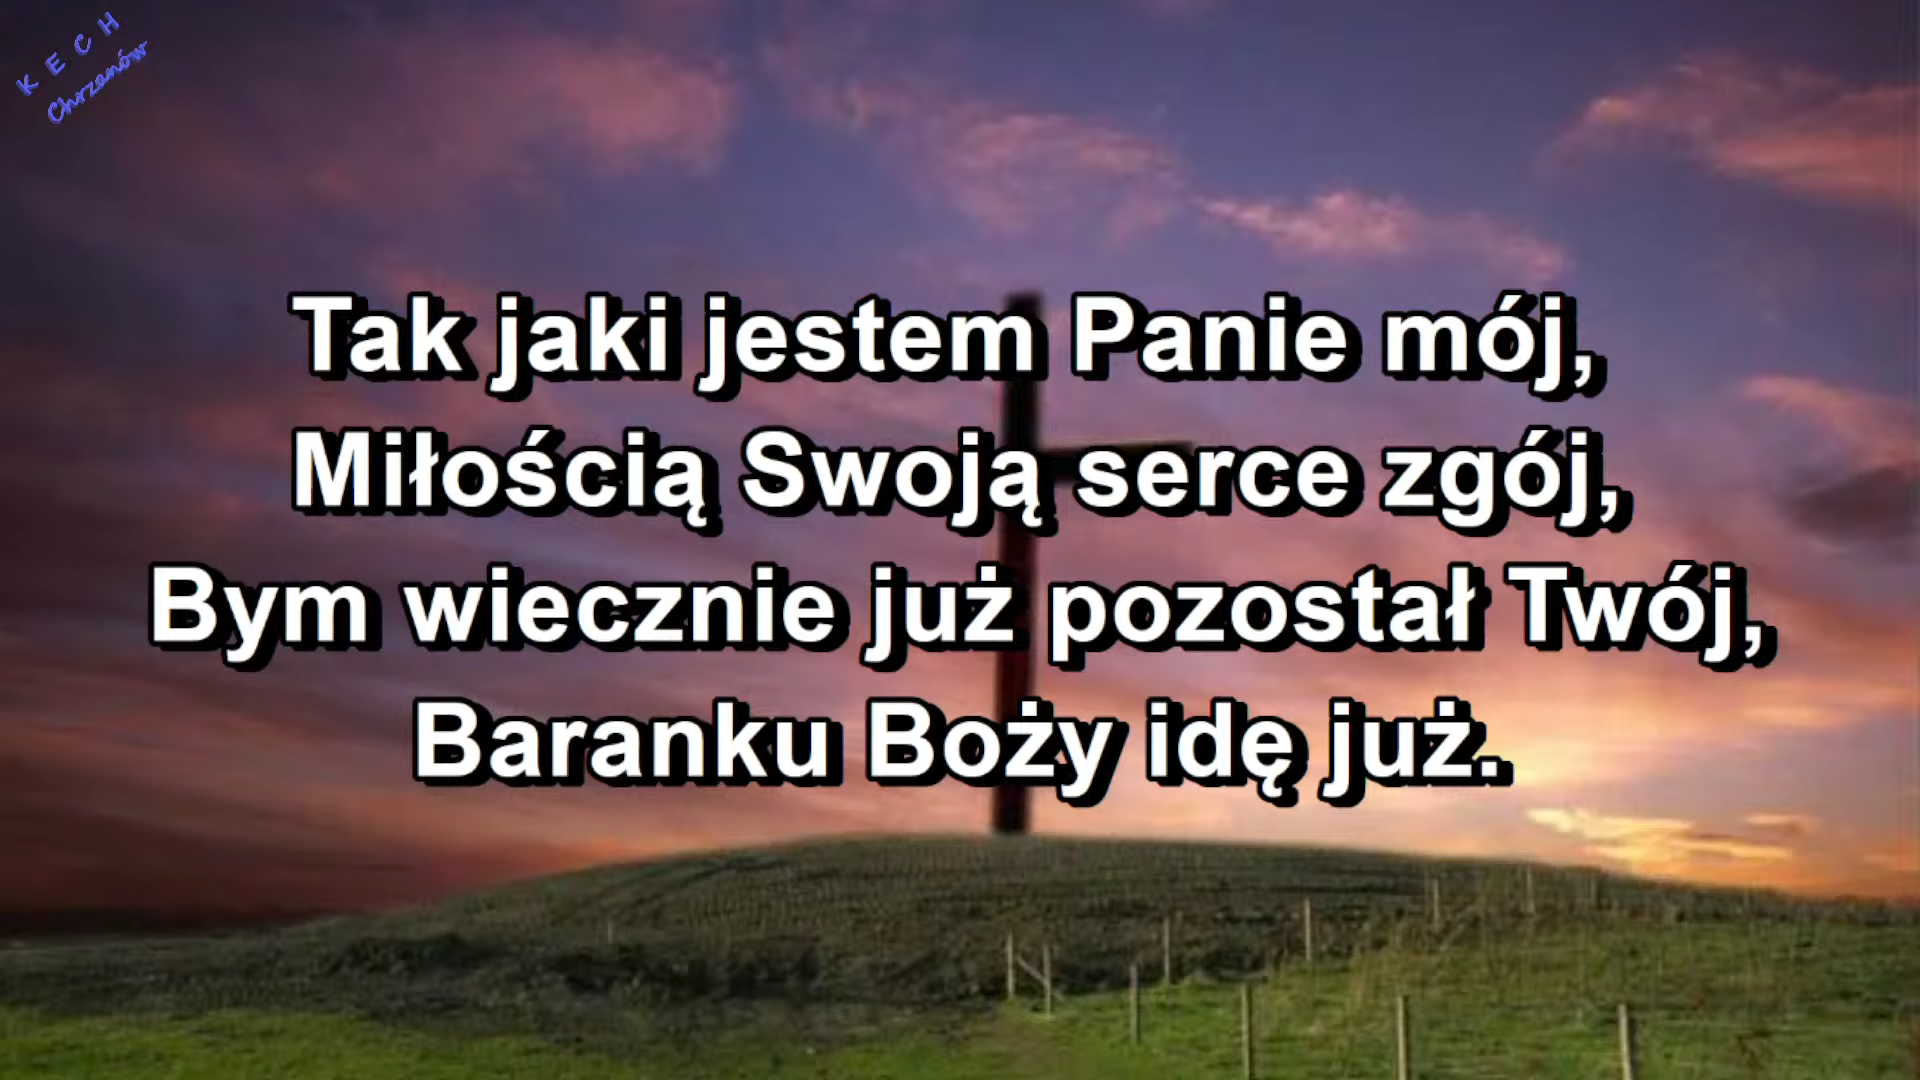 K E C H
Chrzanów
Tak jaki jestem Panie mój,
Miłością Swoją serce zgój,
Bym wiecznie już pozostał Twój,
Baranku Boży idę już.